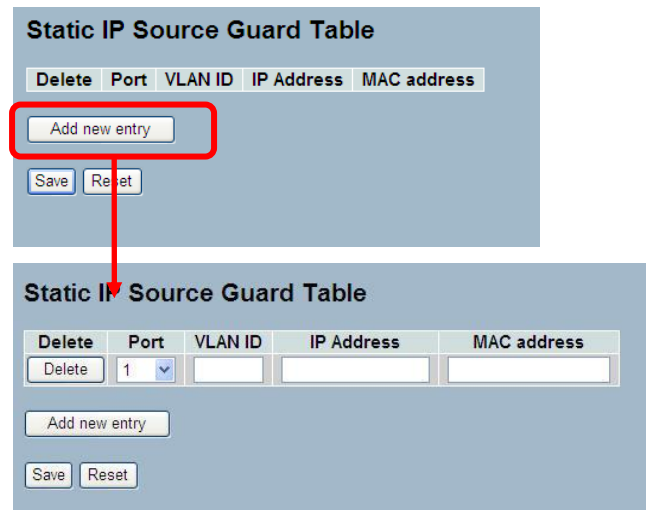 Static IP Source Guard Table
Delete Port VLAN ID IP Address MAC address
Add new entry
Save Reset
Static IP Source Guard Table
Delete Port VLAN ID IP Address MAC address
Delete 1
Add new entry
Save Reset